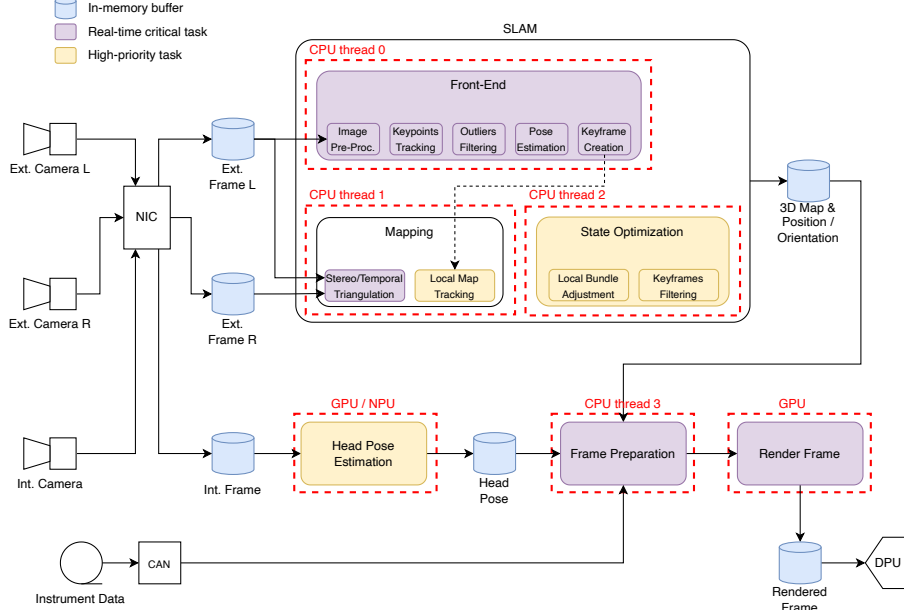 In-memory buffer
Real-time critical task
High-priority task
SLAM
CPU thread 0
Front-End
Image
Pre-Proc.
Keypoints
Tracking
Outliers
Filtering
Pose
Estimation
Keyframe
Creation
Ext. Camera L
Ext.
Frame L
NIC
CPU thread 1
Mapping
Stereo/Temporal
Triangulation
Local Map
Tracking
CPU thread 2
State Optimization
Local Bundle
Adjustment
Keyframes
Filtering
3D Map &
Position /
Orientation
Ext. Camera R
Ext.
Frame R
GPU / NPU
Head Pose
Estimation
CPU thread 3
Frame Preparation
GPU
Render Frame
Int. Camera
Int. Frame
Head
Pose
CAN
Instrument Data
DPU
Rendered
Frame